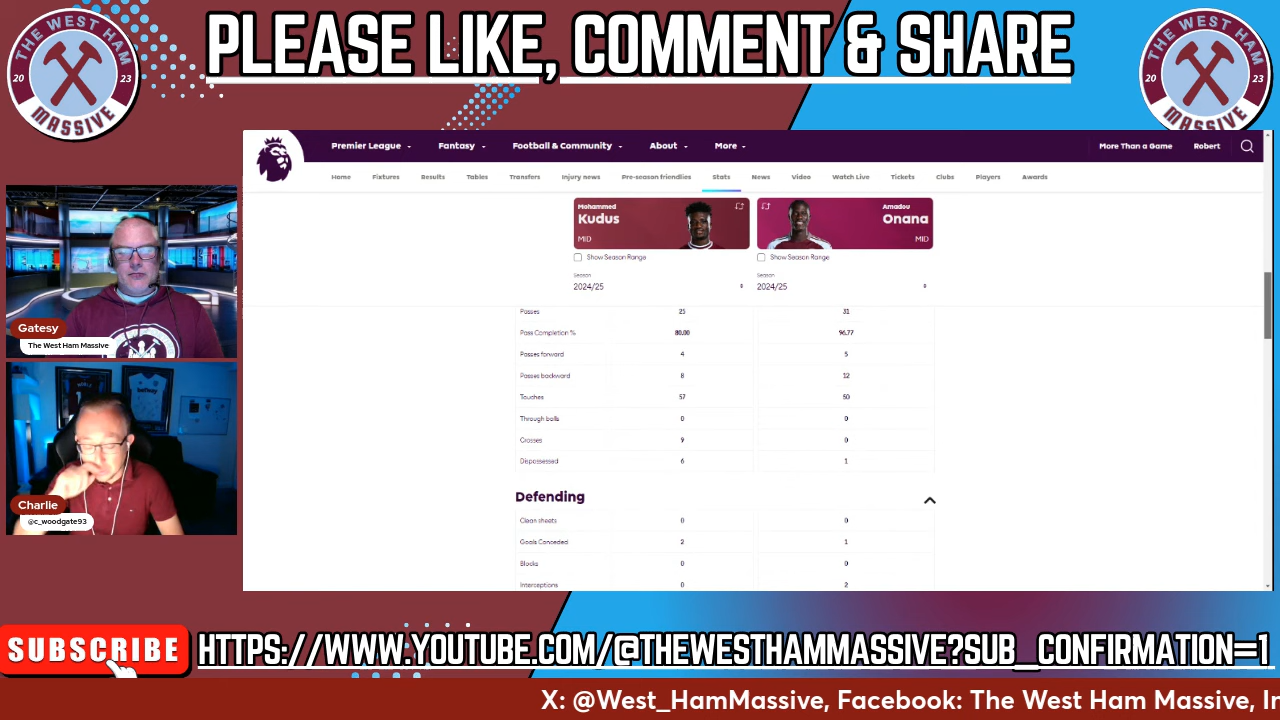 PLEASE LIKE, COMMENT & SHARE
THE WEST HAM
20 23
MASSIVE
THE WEST HAM
20 23
MASSIVE
Premier League Fantasy Football & Community About More More Than a Game Robert
Home Fixtures Results Tables Transfers Injury news Pre-season friendlies Stats News Video Watch Live Tickets Clubs Players Awards
Mohammed
Kudus
MID
Amadou
Onana
MID
Show Season Range Show Season Range
Season Season
2024/25 2024/25
Passes 25 31
Pass Completion % 80.00 96.77
Passes forward 4 5
Passes backward 8 12
Touches 57 50
Through balls 0 0
Crosses 9 0
Dispossessed 6 1
Defending
Clean sheets 0 0
Goals Conceded 2 1
Blocks 0 0
Interceptions 0 2
Gatesy
The West Ham Massive
betway
Charlie
@c_woodgate93
SUBSCRIBE HTTPS://WWW.YOUTUBE.COM/@THEWESTHAMMASSIVE?SUB_CONFIRMATION=1
X: @West_HamMassive, Facebook: The West Ham Massive, In